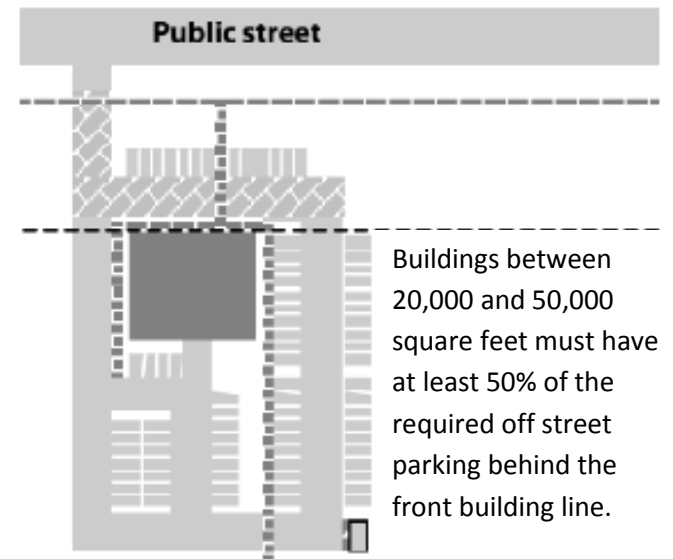 Public street
Buildings between
20,000 and 50,000
square feet must have
at least 50% of the
required off street
parking behind the
front building line.